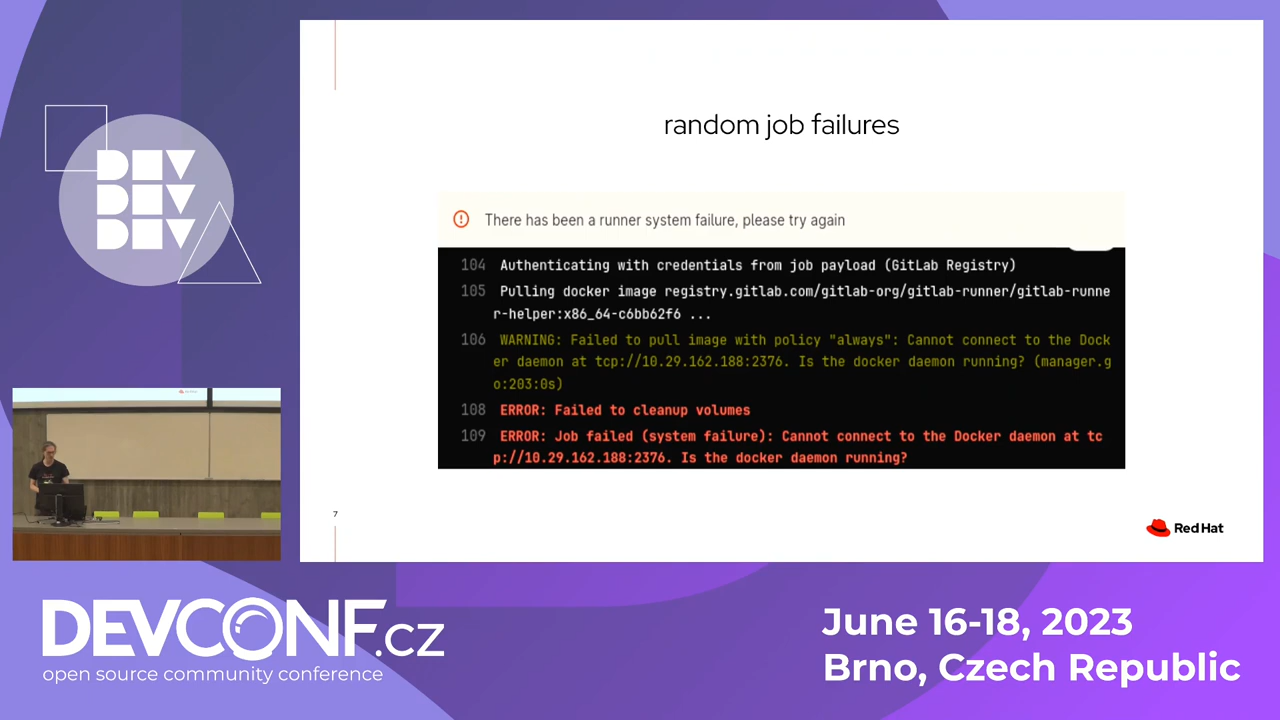 random job failures
There has been a runner system failure, please try again
104 Authenticating with credentials from job payload (GitLab Registry)
105 Pulling docker image registry.gitlab.com/gitlab-org/gitlab-runner/gitlab-runne
r-helper:x86_64-c6bb62f6 ...
106 WARNING: Failed to pull image with policy "always": Cannot connect to the Dock
er daemon at tcp://10.29.162.188:2376. Is the docker daemon running? (manager.g
o:203:0s)
108 ERROR: Failed to cleanup volumes
109 ERROR: Job failed (system failure): Cannot connect to the Docker daemon at tc
p://10.29.162.188:2376. Is the docker daemon running?
7
Red Hat
DEV
DEV
DEV
DEVCONF.cz
open source community conference
June 16-18, 2023
Brno, Czech Republic